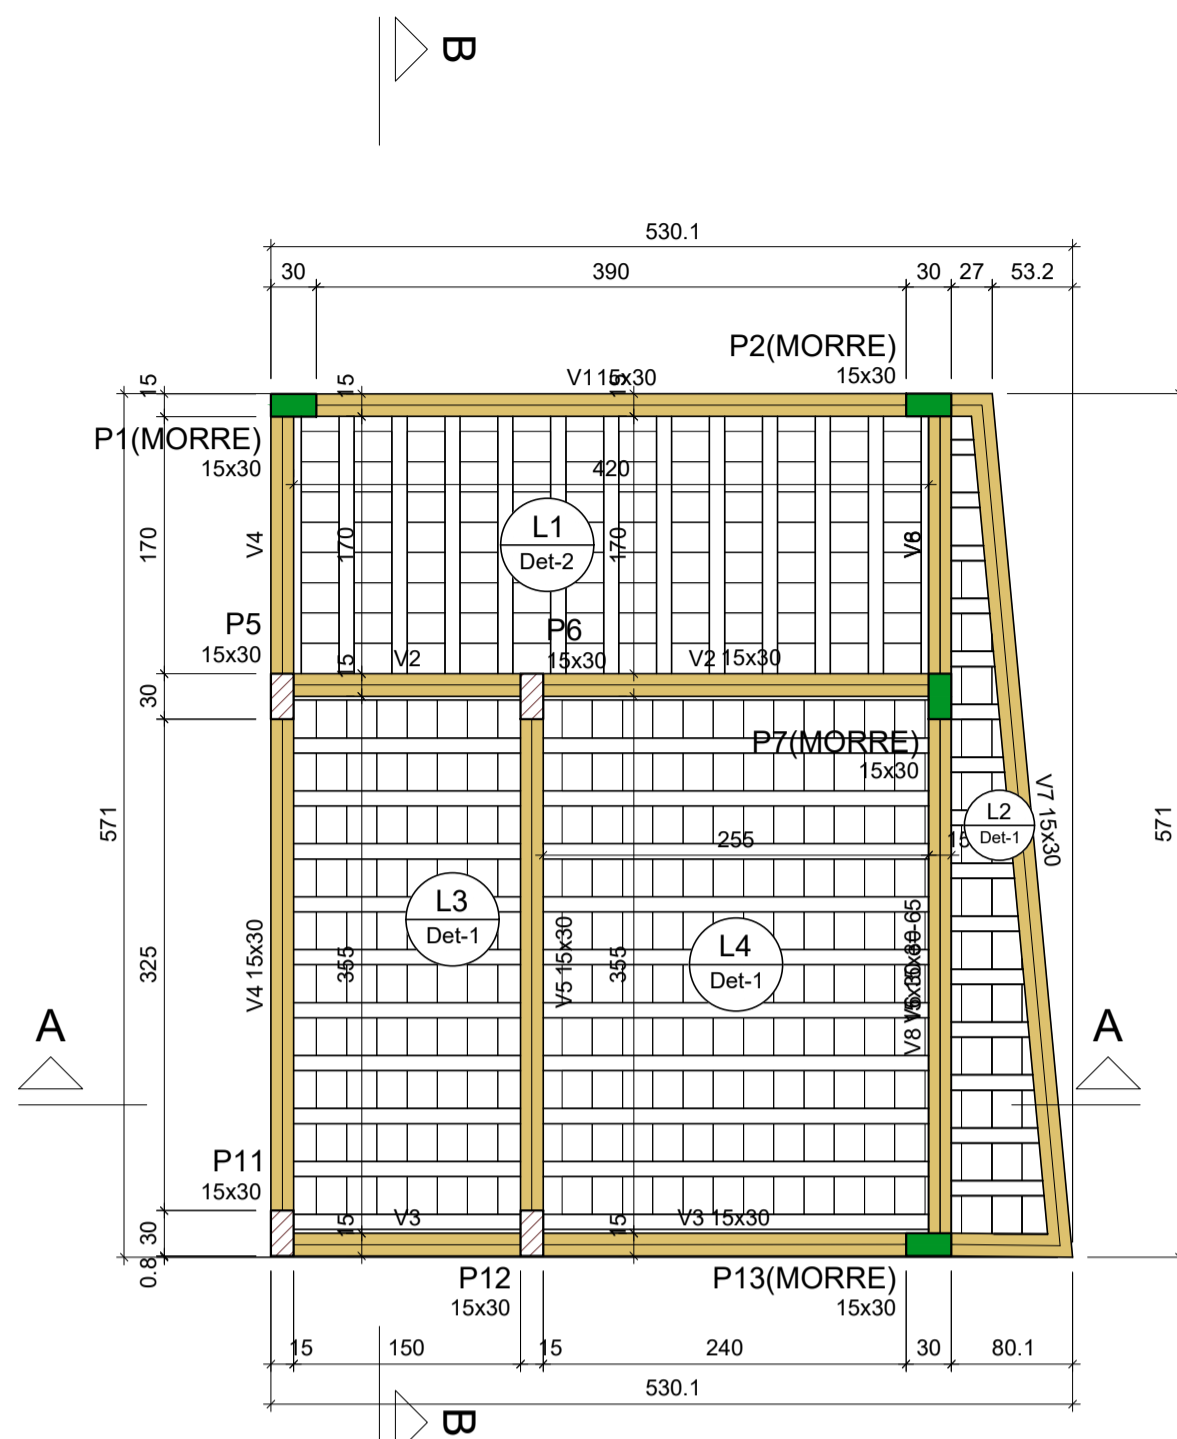 B
530.1
30 390 30 27 53.2
P2(MORRE)
15x30
V1 15x30
15
15
15
15
P1(MORRE)
15x30
420
L1
Det-2
170
170
170
V4
P5
15x30
P6
15x30
V2
15
V2 15x30
30
P7(MORRE)
15x30
V7 15x30
L2
Det-1
571
571
255
15
L3
Det-1
L4
Det-1
325
V4 15x30
355
V5 15x30
355
V8
A
A
P11
15x30
V3
15
V3 15x30
15
30
0.8
P12
15x30
P13(MORRE)
15x30
15 150 15 240 30 80.1
530.1
B